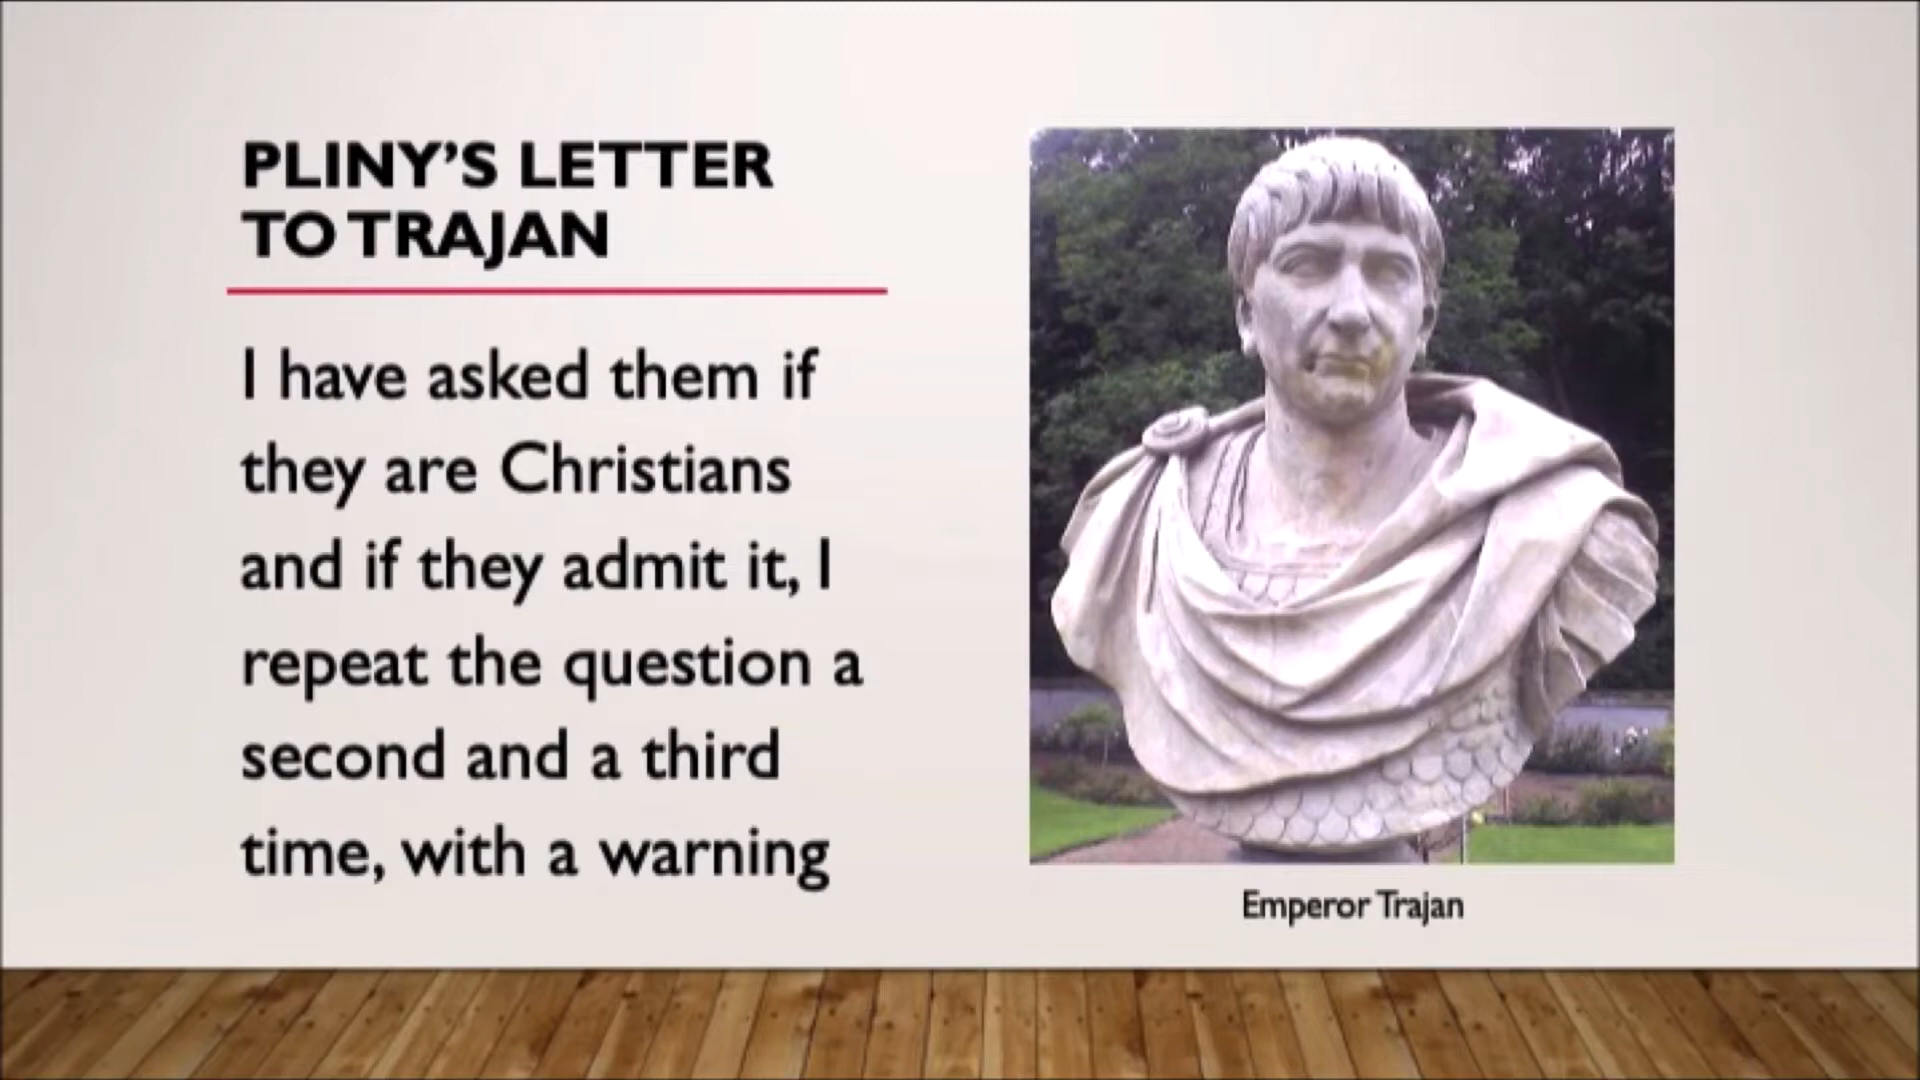 PLINY'S LETTER
TO TRAJAN
I have asked them if
they are Christians
and if they admit it, I
repeat the question a
second and a third
time, with a warning
Emperor Trajan